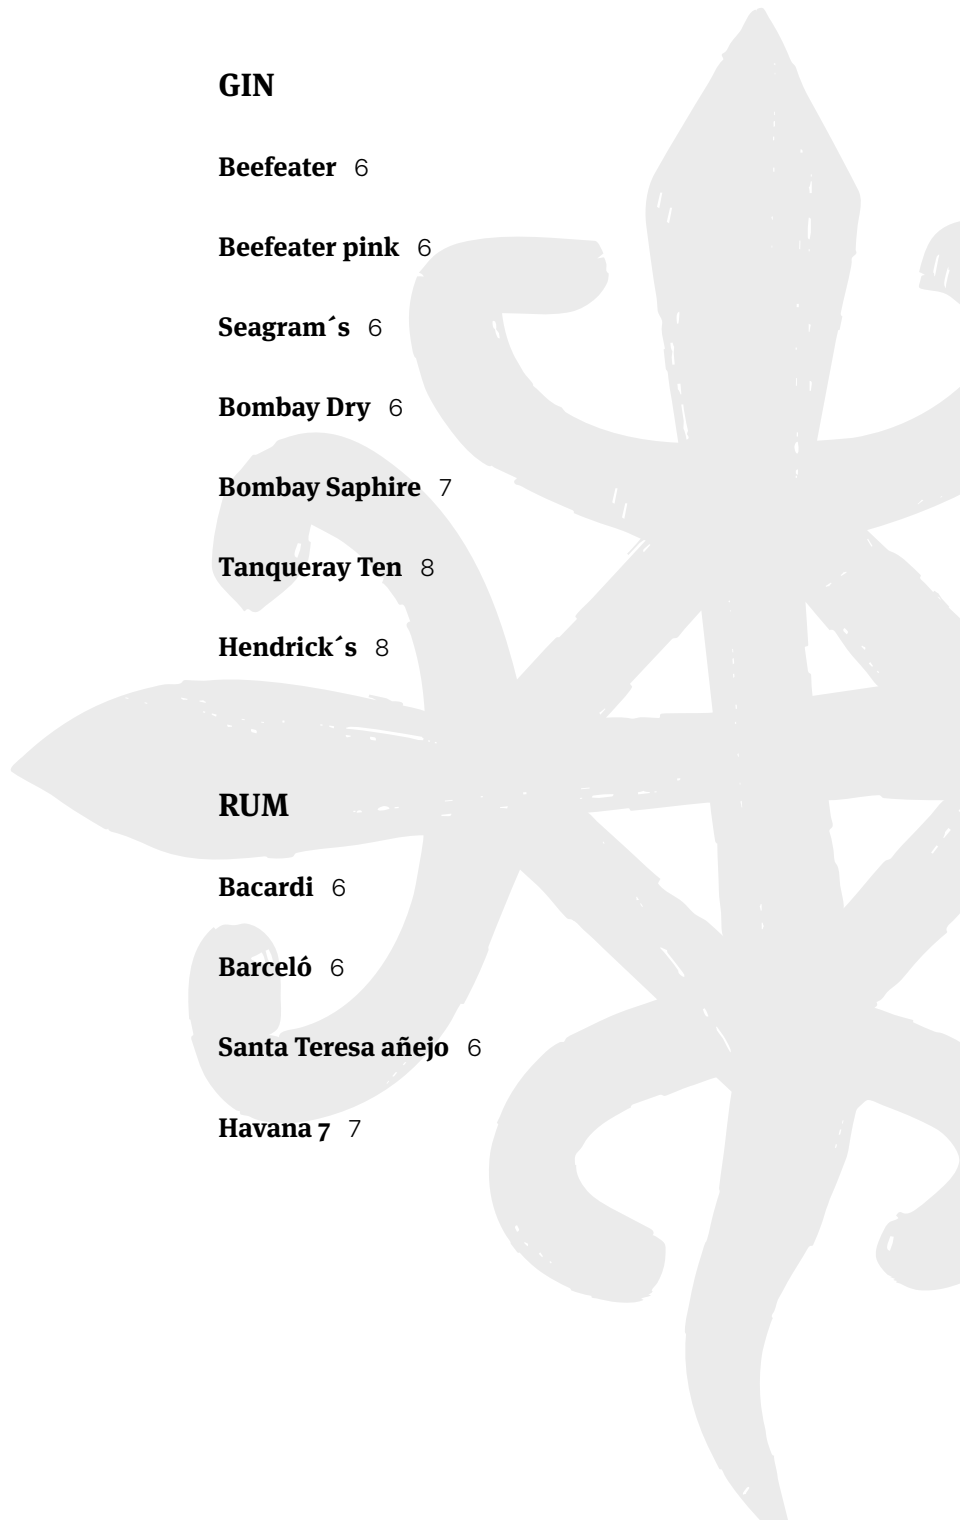 GIN
Beefeater 6
Beefeater pink 6
Seagram´s 6
Bombay Dry 6
Bombay Saphire 7
Tanqueray Ten 8
Hendrick´s 8
RUM
Bacardi 6
Barceló 6
Santa Teresa añejo 6
Havana 7 7